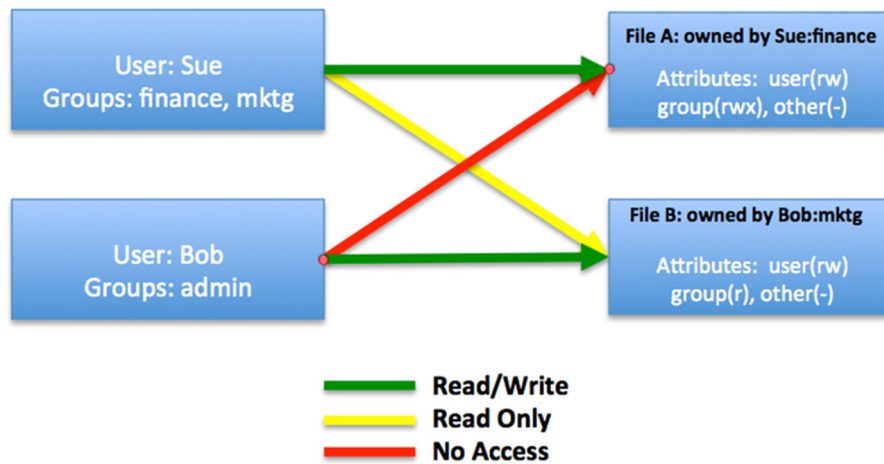 User: Sue
Groups: finance, mktg
File A: owned by Sue:finance
Attributes:  user(rw)
group(rwx), other(-)
User: Bob
Groups: admin
File B: owned by Bob:mktg
Attributes:  user(rw)
group(r), other(-)
Read/Write
Read Only
No Access